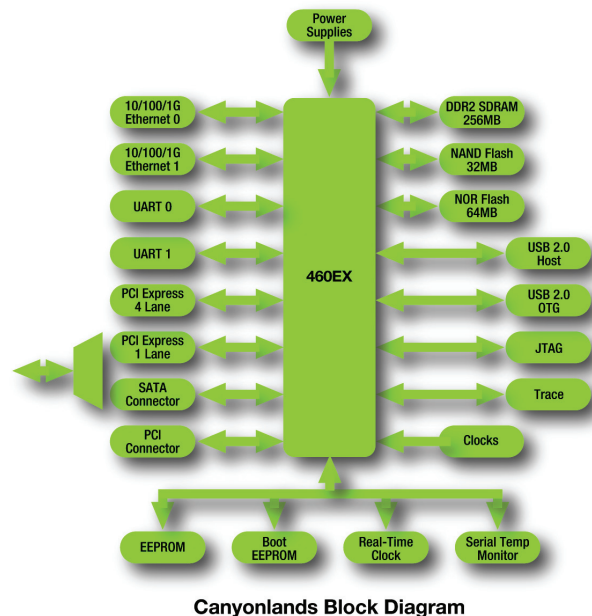 Power
Supplies
10/100/1G
Ethernet 0
10/100/1G
Ethernet 1
UART 0
UART 1
PCI Express
4 Lane
PCI Express
1 Lane
SATA
Connector
PCI
Connector
460EX
DDR2 SDRAM
256MB
NAND Flash
32MB
NOR Flash
64MB
USB 2.0
Host
USB 2.0
OTG
JTAG
Trace
Clocks
EEPROM
Boot
EEPROM
Real-Time
Clock
Serial Temp
Monitor
Canyonlands Block Diagram